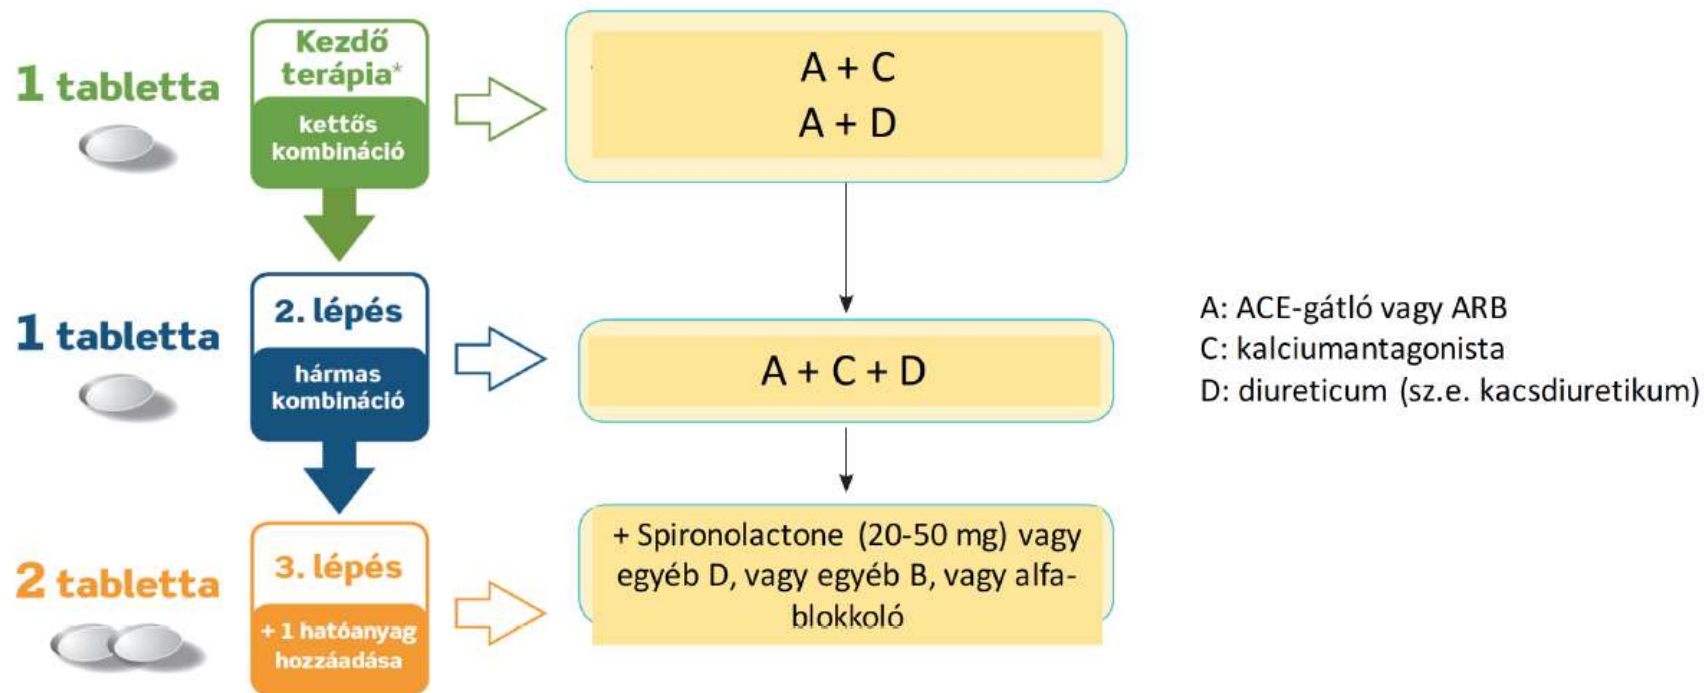 1 tabletta
Kezdő
terápia*
kettős
kombináció
A + C
A + D
1 tabletta
2. lépés
hármas
kombináció
A + C + D
A: ACE-gátló vagy ARB
C: kalciumantagonista
D: diureticum (sz.e. kacsdiuretikum)
2 tabletta
3. lépés
+ 1 hatóanyag
hozzáadása
+ Spironolactone (20-50 mg) vagy
egyéb D, vagy egyéb B, vagy alfa-
blokkoló